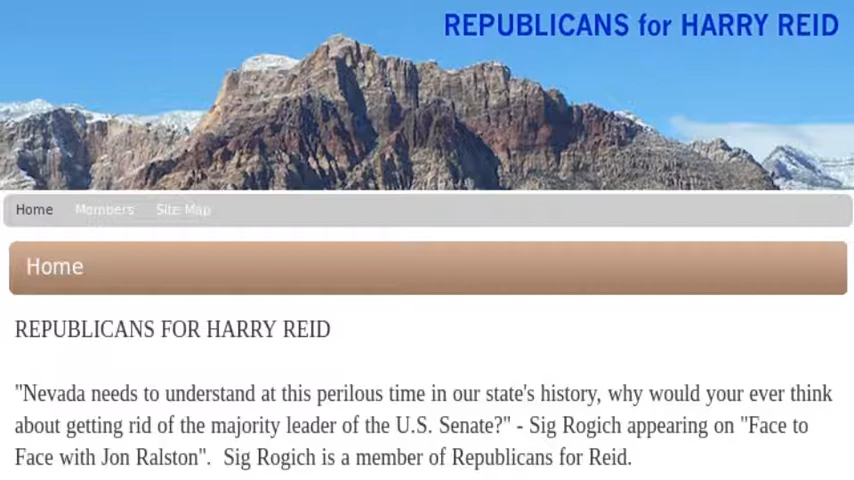 REPUBLICANS for HARRY REID
Home Members Site Map
Home
REPUBLICANS FOR HARRY REID
"Nevada needs to understand at this perilous time in our state's history, why would your ever think
about getting rid of the majority leader of the U.S. Senate?" - Sig Rogich appearing on "Face to
Face with Jon Ralston".  Sig Rogich is a member of Republicans for Reid.